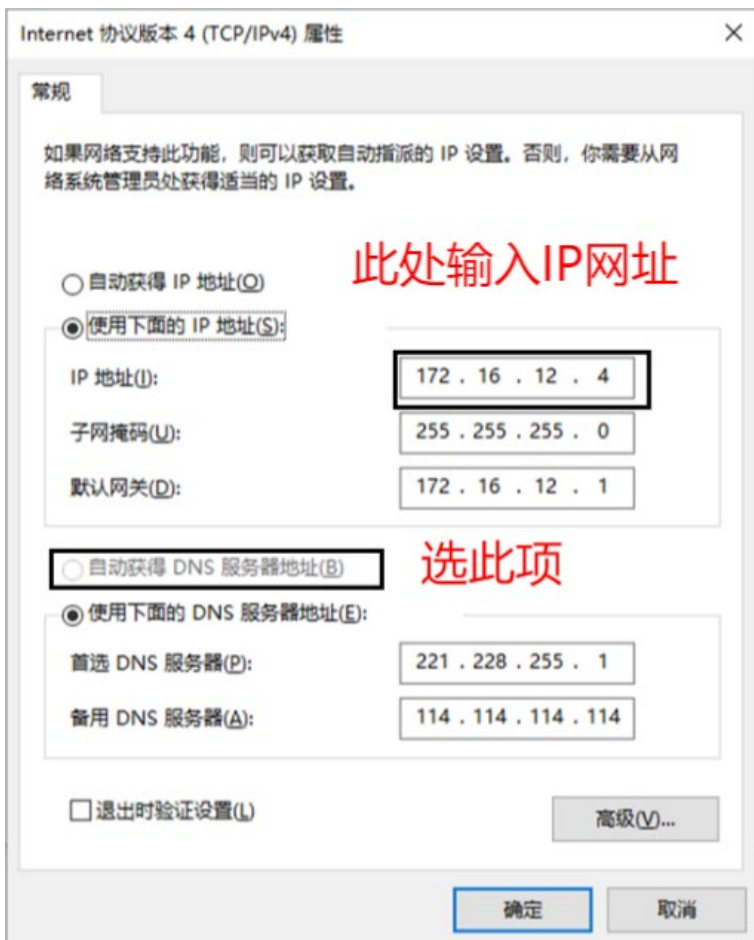 Internet 协议版本 4 (TCP/IPv4) 属性
常规
如果网络支持此功能，则可以获取自动指派的 IP 设置。否则，你需要从网
络系统管理员处获得适当的 IP 设置。
此处输入IP网址
自动获得 IP 地址(O)
使用下面的 IP 地址(S):
IP 地址(I): 172 . 16 . 12 . 4
子网掩码(U): 255 . 255 . 255 . 0
默认网关(D): 172 . 16 . 12 . 1
自动获得 DNS 服务器地址(B) 选此项
使用下面的 DNS 服务器地址(E):
首选 DNS 服务器(P): 221 . 228 . 255 . 1
备用 DNS 服务器(A): 114 . 114 . 114 . 114
退出时验证设置(L)
高级(V)...
确定 取消